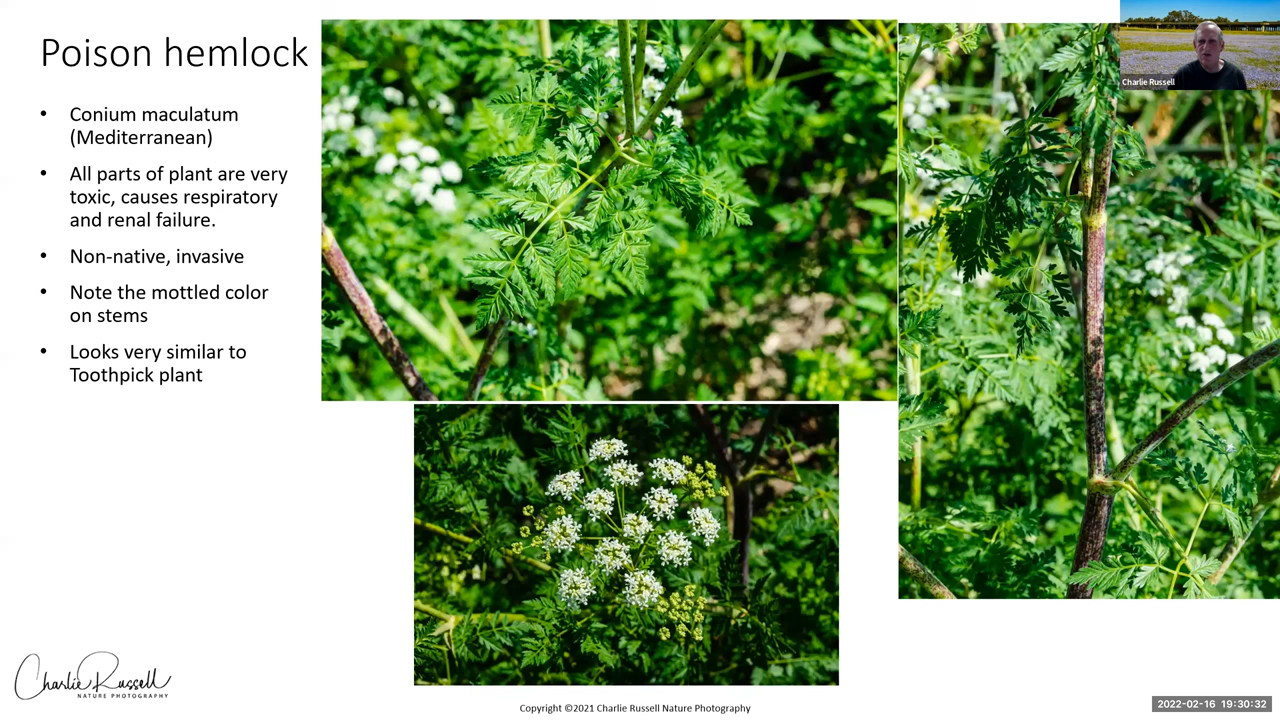 Poison hemlock
• Conium maculatum
(Mediterranean)
• All parts of plant are very
toxic, causes respiratory
and renal failure.
• Non-native, invasive
• Note the mottled color
on stems
• Looks very similar to
Toothpick plant
Charlie Russell
Charlie Russell
NATURE PHOTOGRAPHY
Copyright ©2021 Charlie Russell Nature Photography
2022-02-16 19:30:32